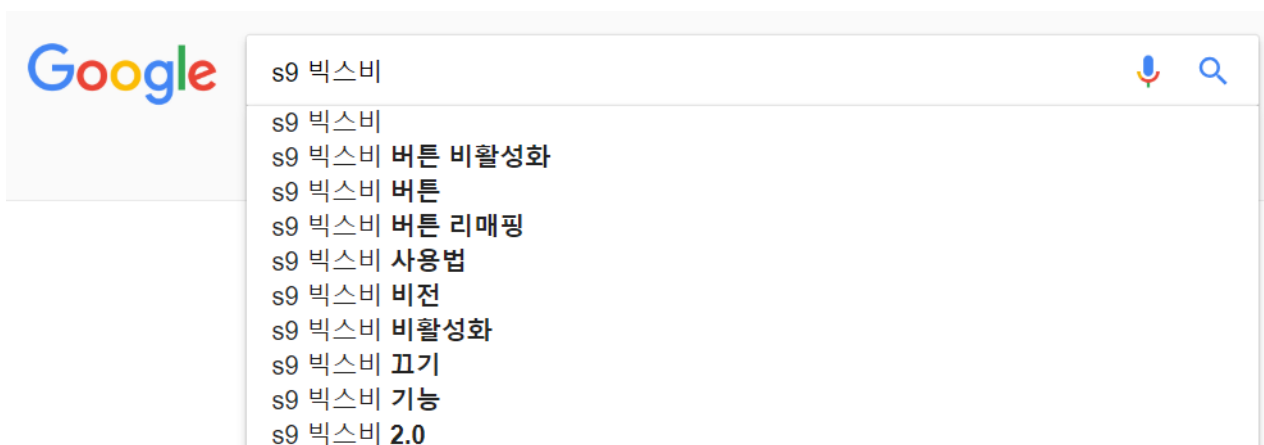 Google
s9 빅스비
s9 빅스비
s9 빅스비 버튼 비활성화
s9 빅스비 버튼
s9 빅스비 버튼 리매핑
s9 빅스비 사용법
s9 빅스비 비전
s9 빅스비 비활성화
s9 빅스비 끄기
s9 빅스비 기능
s9 빅스비 2.0